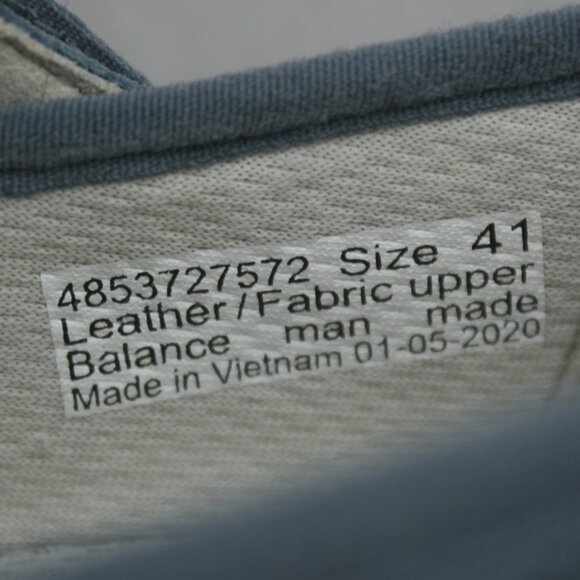 4853727572 Size 41
Leather/Fabric upper
Balance man made
Made in Vietnam 01-05-2020